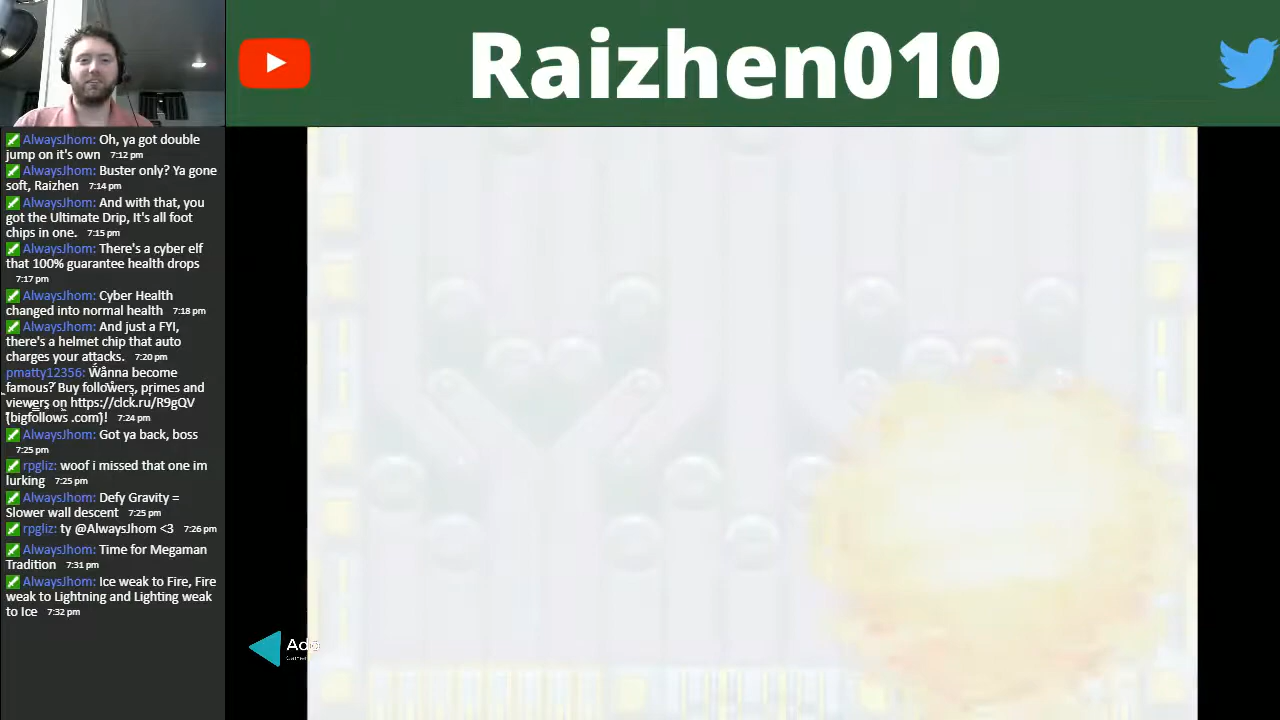 Raizhen010
AlwaysJhom: Oh, ya got double
jump on it's own 7:12 pm
AlwaysJhom: Buster only? Ya gone
soft, Raizhen 7:14 pm
AlwaysJhom: And with that, you
got the Ultimate Drip, It's all foot
chips in one. 7:15 pm
AlwaysJhom: There's a cyber elf
that 100% guarantee health drops
7:17 pm
AlwaysJhom: Cyber Health
changed into normal health 7:18 pm
AlwaysJhom: And just a FYI,
there's a helmet chip that auto
charges your attacks. 7:20 pm
pmatty12356: Wanna become
famous? Buy followers, primes and
viewers on https://clck.ru/R9gQV
(bigfollows .com)! 7:24 pm
AlwaysJhom: Got ya back, boss
7:25 pm
rpgliz: woof i missed that one im
lurking 7:25 pm
AlwaysJhom: Defy Gravity =
Slower wall descent 7:25 pm
rpgliz: ty @AlwaysJhom <3 7:26 pm
AlwaysJhom: Time for Megaman
Tradition 7:31 pm
AlwaysJhom: Ice weak to Fire, Fire
weak to Lightning and Lighting weak
to Ice 7:32 pm